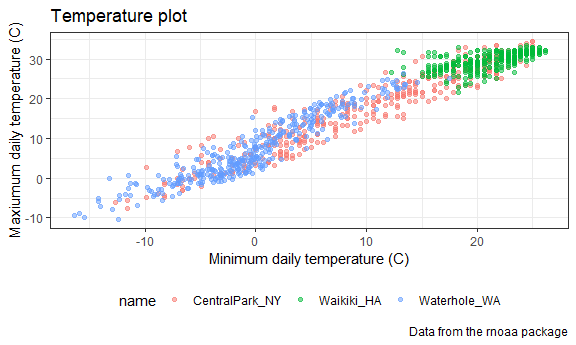 Temperature plot
Maxiumum daily temperature (C)
30
20
10
0
-10
-10 0 10 20
Minimum daily temperature (C)
name CentralPark_NY Waikiki_HA Waterhole_WA
Data from the rnoaa package